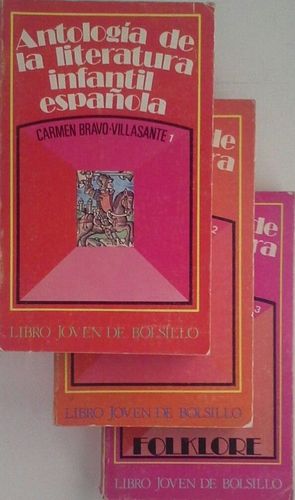 Antología de
la literatura
infantil
española
CARMEN BRAVO-VILLASANTE 1
LIBRO JOVEN DE BOLSILLO
de
ra
2
LIBRO JOVEN DE BOLSILLO
de
ra
3
FOLKLORE
LIBRO JOVEN DE BOLSILLO